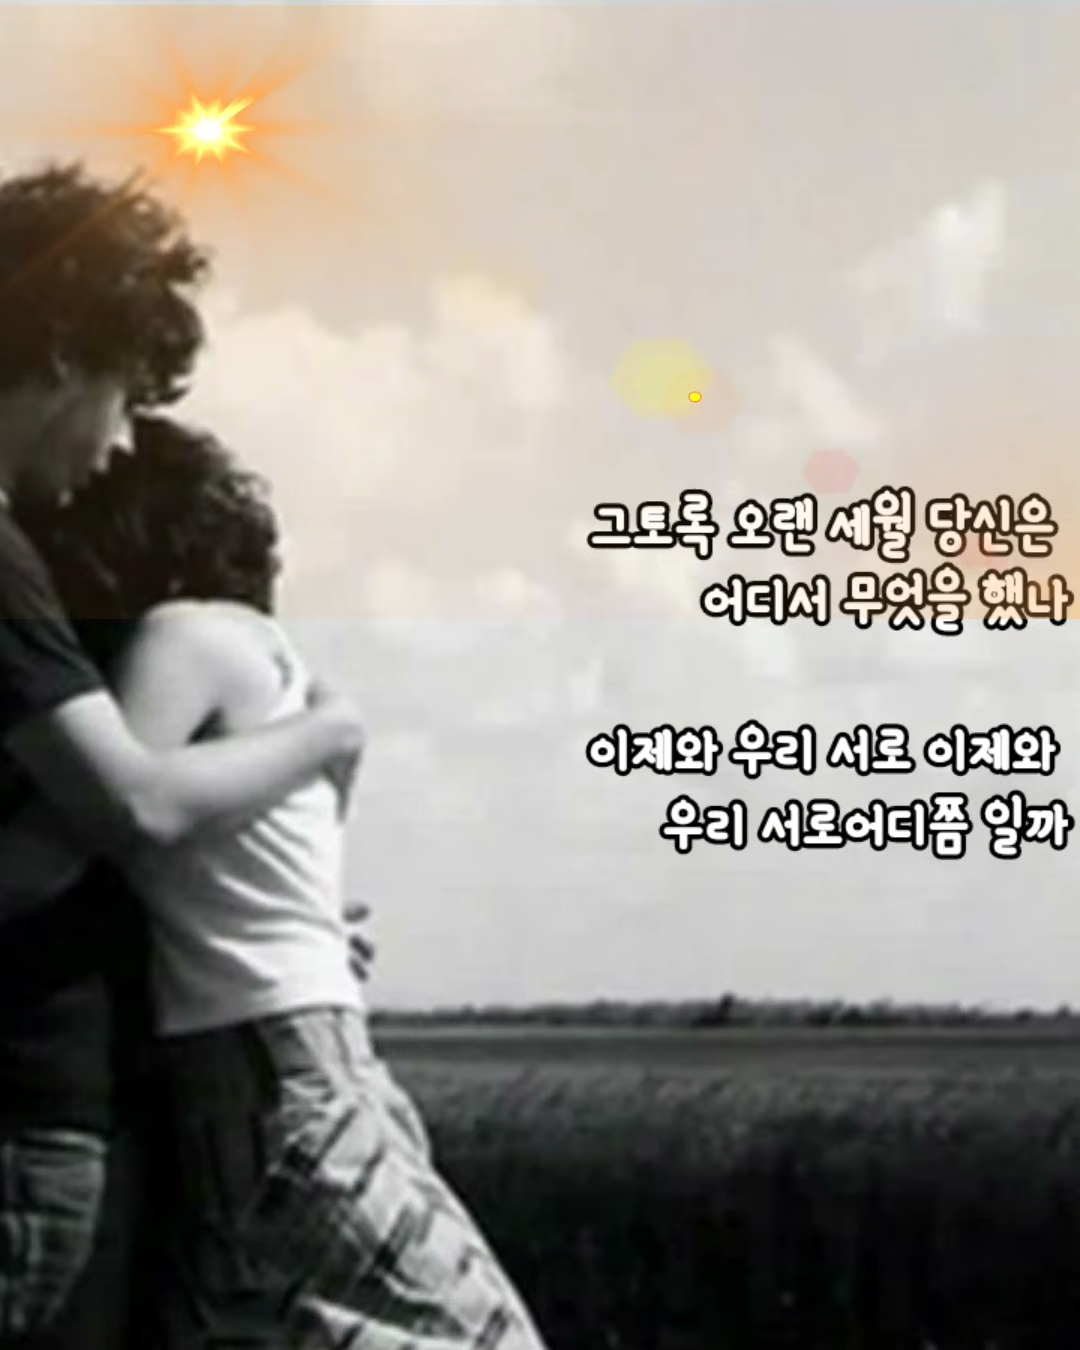 그토록 오랜 세월 당신은
어디서 무엇을 했나
이제와 우리 서로 이제와
우리 서로어디쯤 일까